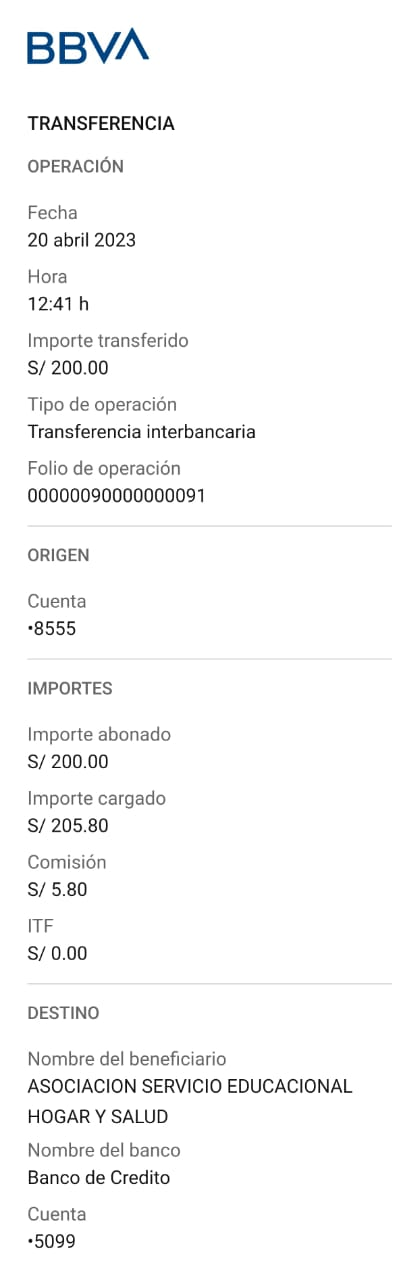 BBVA
TRANSFERENCIA
OPERACIÓN
Fecha
20 abril 2023
Hora
12:41 h
Importe transferido
S/ 200.00
Tipo de operación
Transferencia interbancaria
Folio de operación
00000090000000091
ORIGEN
Cuenta
•8555
IMPORTES
Importe abonado
S/ 200.00
Importe cargado
S/ 205.80
Comisión
S/ 5.80
ITF
S/ 0.00
DESTINO
Nombre del beneficiario
ASOCIACION SERVICIO EDUCACIONAL
HOGAR Y SALUD
Nombre del banco
Banco de Credito
Cuenta
•5099